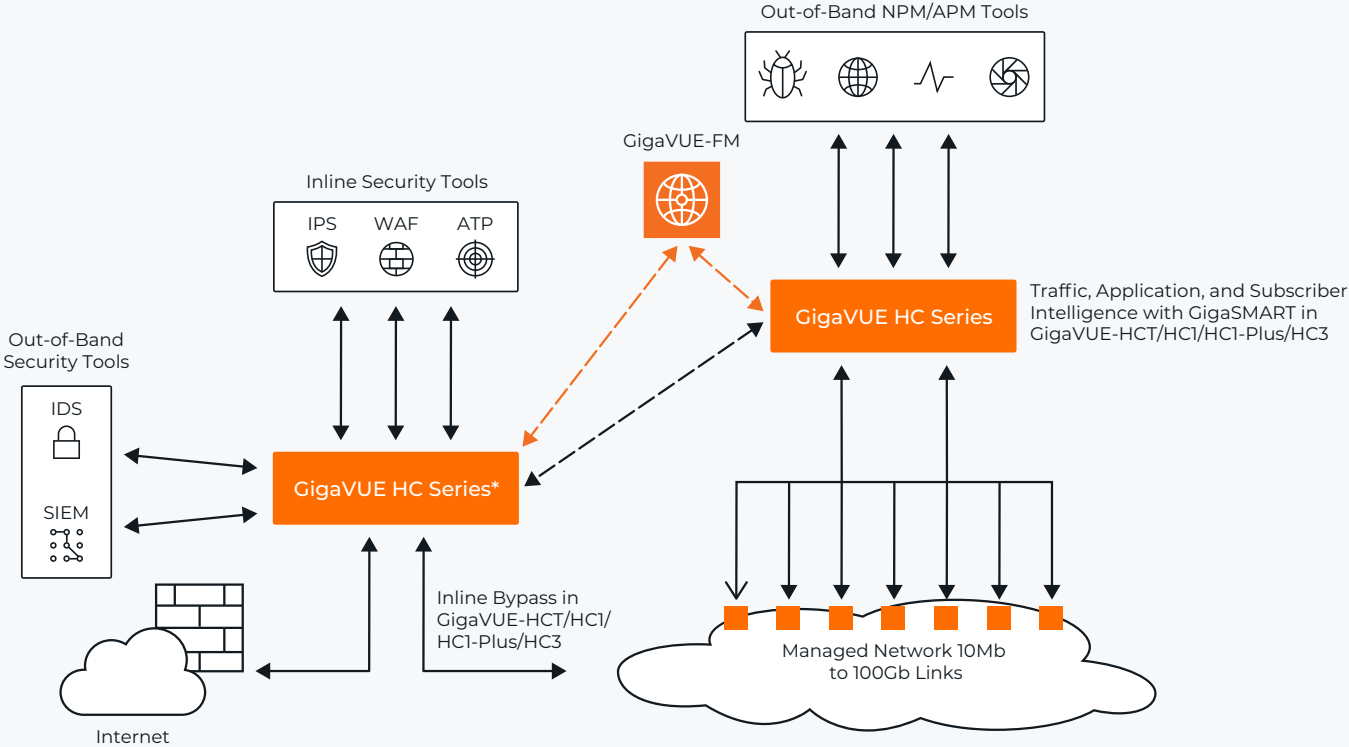 Out-of-Band NPM/APM Tools
GigaVUE-FM
Inline Security Tools
IPS
WAF
ATP
GigaVUE HC Series
Traffic, Application, and Subscriber
Intelligence with GigaSMART in
GigaVUE-HCT/HC1/HC1-Plus/HC3
Out-of-Band
Security Tools
IDS
SIEM
GigaVUE HC Series*
Inline Bypass in
GigaVUE-HCT/HC1/
HC1-Plus/HC3
Managed Network 10Mb
to 100Gb Links
Internet